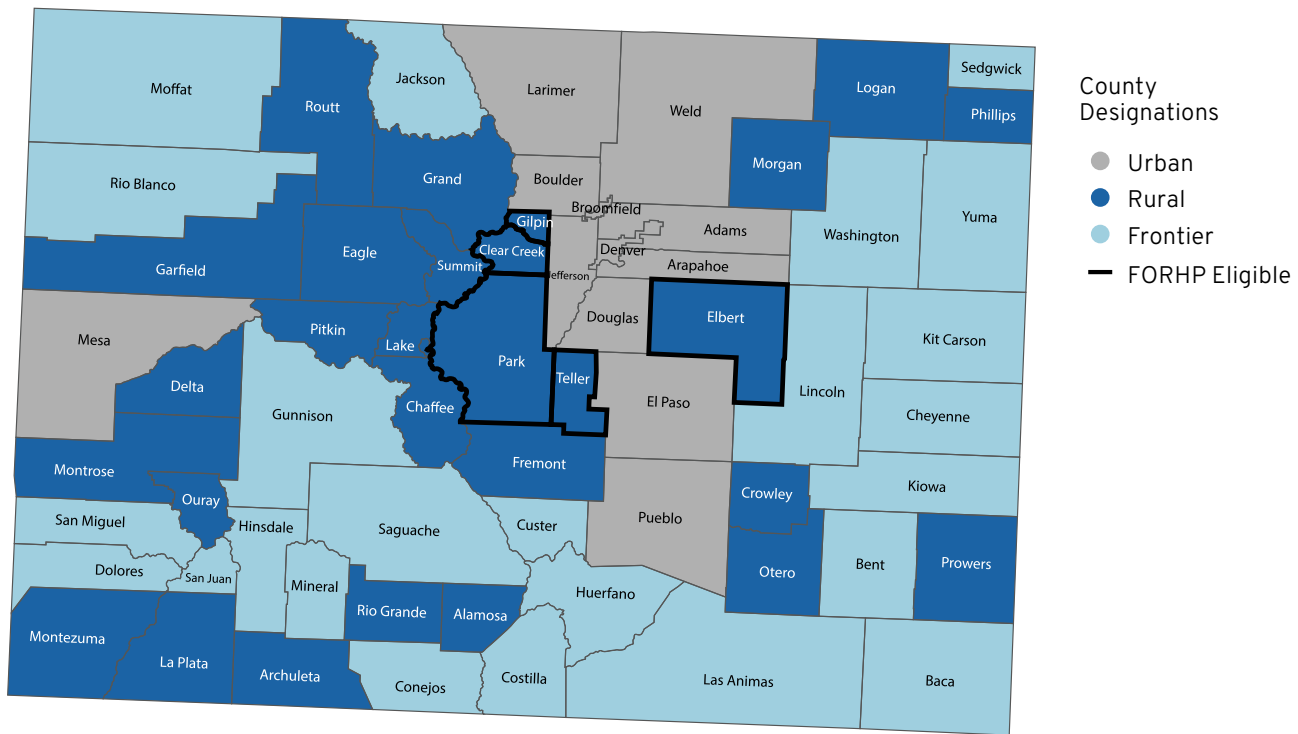 Moffat
Routt
Jackson
Larimer
Weld
Logan
Sedgwick
Phillips
Morgan
Rio Blanco
Grand
Boulder
Broomfield
Gilpin
Clear Creek
Adams
Denver
Arapahoe
Jefferson
Washington
Yuma
Garfield
Eagle
Summit
Douglas
Elbert
Kit Carson
Mesa
Pitkin
Lake
Park
Teller
Lincoln
Delta
Gunnison
Chaffee
El Paso
Cheyenne
Montrose
Ouray
Fremont
Crowley
Kiowa
San Miguel
Hinsdale
Saguache
Custer
Pueblo
Dolores
San Juan
Mineral
Huerfano
Otero
Bent
Prowers
Montezuma
La Plata
Archuleta
Rio Grande
Alamosa
Conejos
Costilla
Las Animas
Baca
County
Designations
Urban
Rural
Frontier
FORHP Eligible